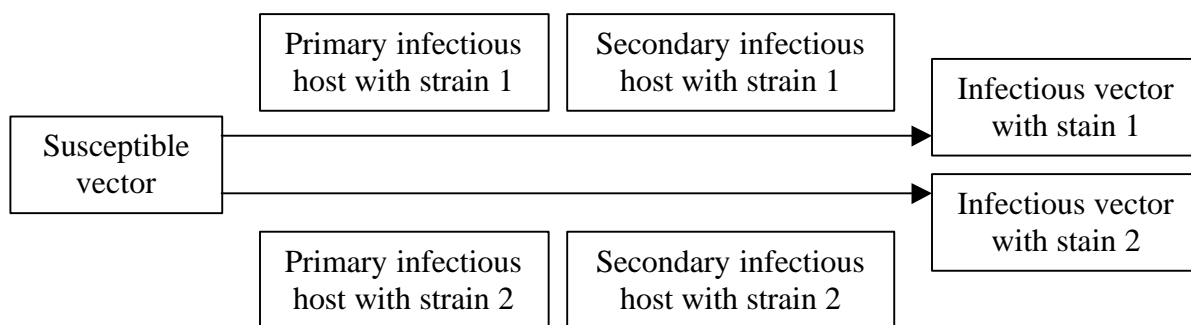 Primary infectious
host with strain 1
Secondary infectious
host with strain 1
Infectious vector
with stain 1
Susceptible
vector
Infectious vector
with stain 2
Primary infectious
host with strain 2
Secondary infectious
host with strain 2